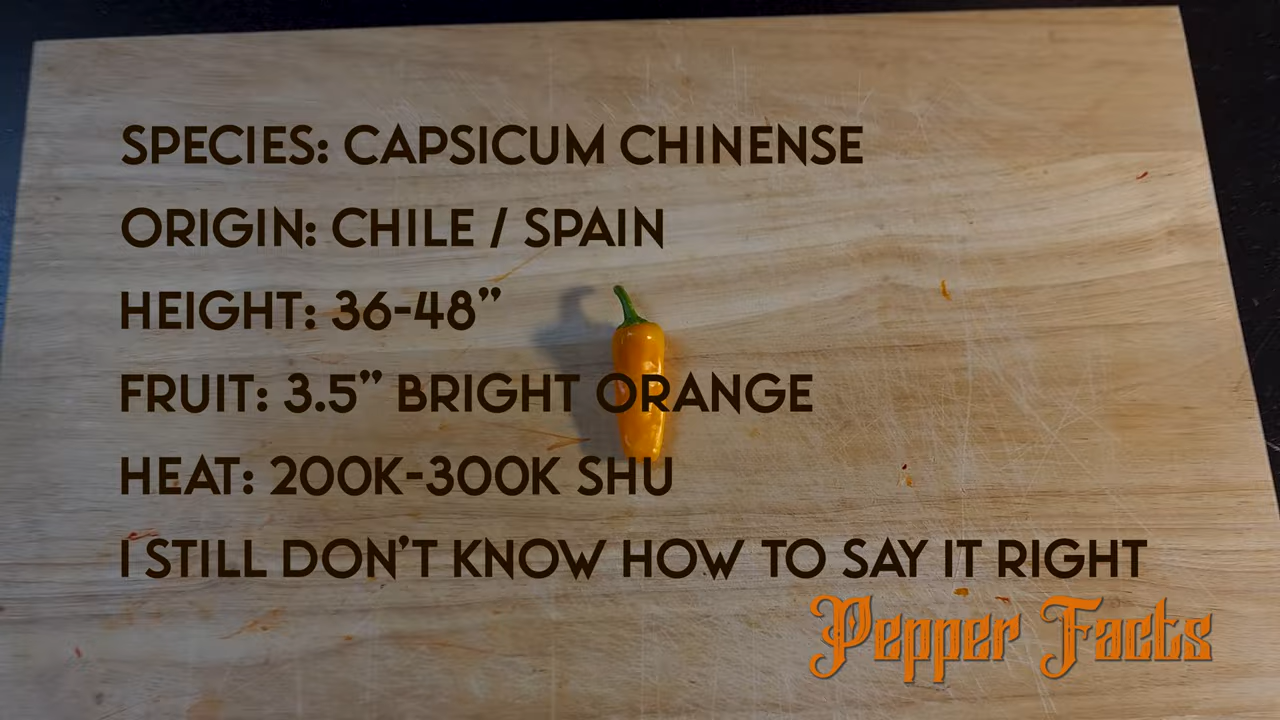 SPECIES: CAPSICUM CHINENSE
ORIGIN: CHILE / SPAIN
HEIGHT: 36-48”
FRUIT: 3.5” BRIGHT ORANGE
HEAT: 200K-300K SHU
I STILL DON’T KNOW HOW TO SAY IT RIGHT
Pepper Facts